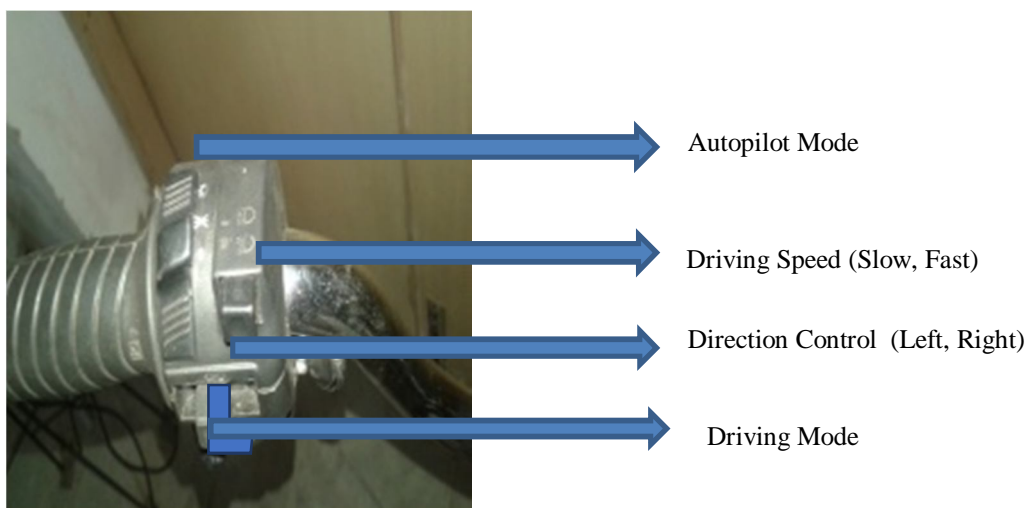 Autopilot Mode
Driving Speed (Slow, Fast)
Direction Control (Left, Right)
Driving Mode